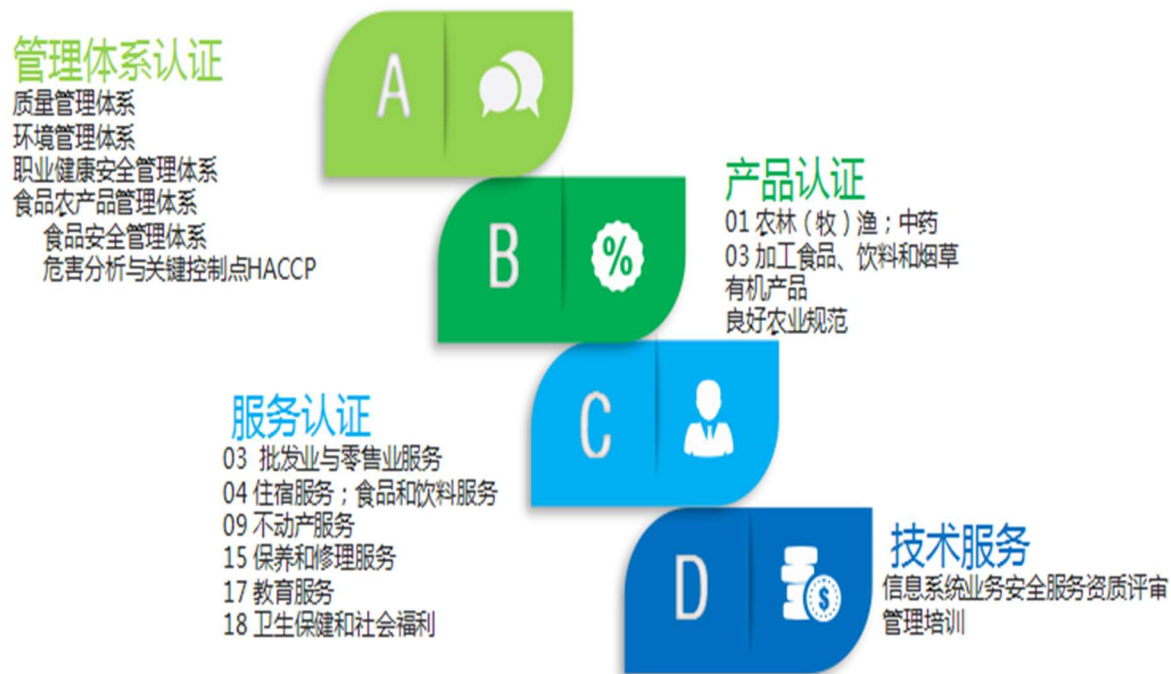 管理体系认证
质量管理体系
环境管理体系
职业健康安全管理体系
食品农产品管理体系
食品安全管理体系
危害分析与关键控制点HACCP
A
B
%
产品认证
01 农林（牧）渔；中药
03 加工食品、饮料和烟草
有机产品
良好农业规范
服务认证
03 批发业与零售业服务
04 住宿服务；食品和饮料服务
09 不动产服务
15 保养和修理服务
17 教育服务
18 卫生保健和社会福利
C
D
$
技术服务
信息系统业务安全服务资质评审
管理培训